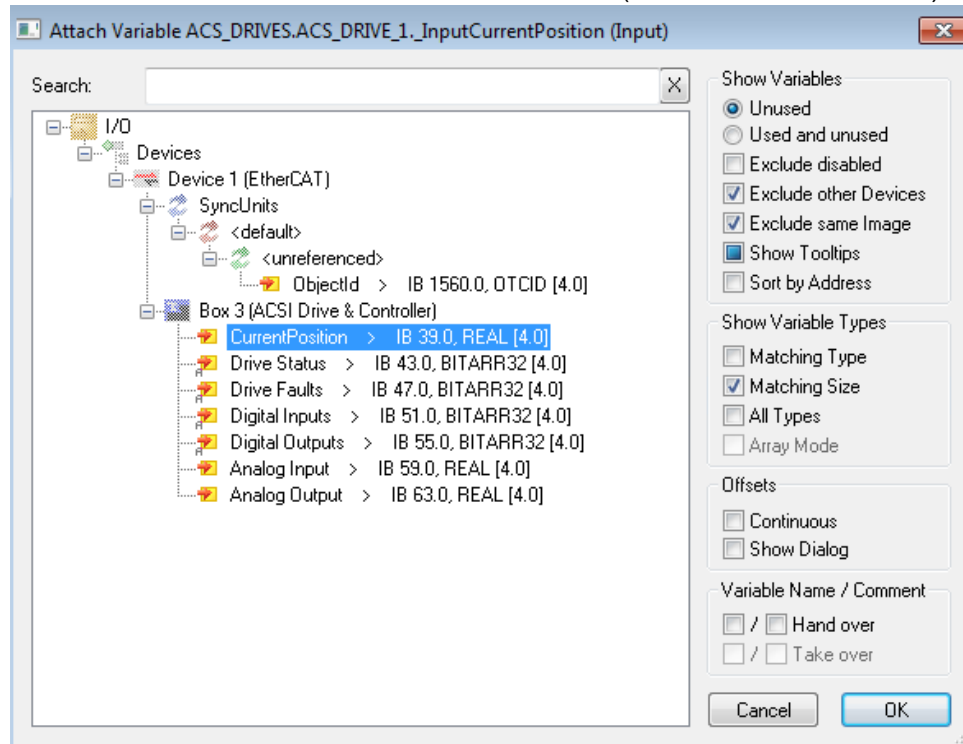 Attach Variable ACS_DRIVES.ACS_DRIVE_1._InputCurrentPosition (Input)
Search:
I/O
Devices
Device 1 (EtherCAT)
SyncUnits
<default>
<unreferenced>
ObjectId > IB 1560.0, OTCID [4.0]
Box 3 (ACSI Drive & Controller)
CurrentPosition > IB 39.0, REAL [4.0]
Drive Status > IB 43.0, BITARR32 [4.0]
Drive Faults > IB 47.0, BITARR32 [4.0]
Digital Inputs > IB 51.0, BITARR32 [4.0]
Digital Outputs > IB 55.0, BITARR32 [4.0]
Analog Input > IB 59.0, REAL [4.0]
Analog Output > IB 63.0, REAL [4.0]
Show Variables
Unused
Used and unused
Exclude disabled
Exclude other Devices
Exclude same Image
Show Tooltips
Sort by Address
Show Variable Types
Matching Type
Matching Size
All Types
Array Mode
Offsets
Continuous
Show Dialog
Variable Name / Comment
/ Hand over
/ Take over
Cancel
OK